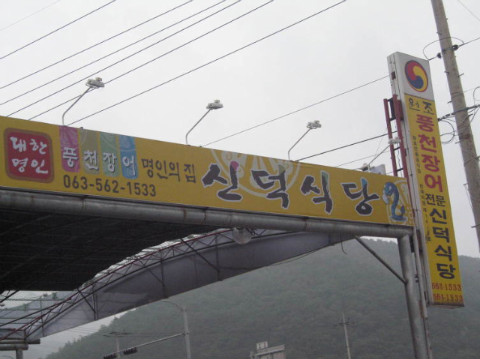 대한
명인
풍천장어
명인의 집
신덕식당 2
063-562-1533
원조
풍천장어
전문
신덕식당